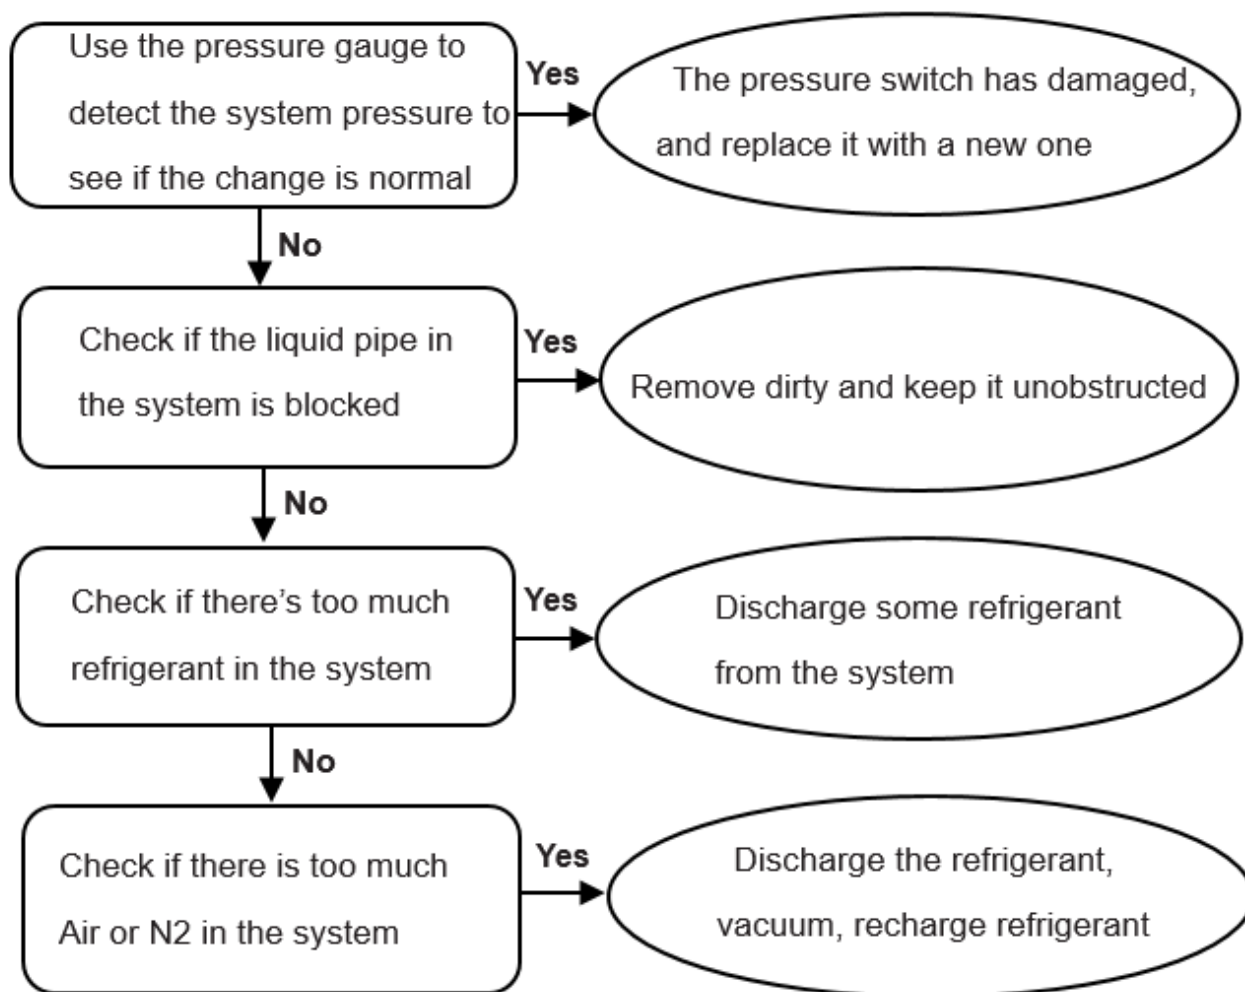 Use the pressure gauge to
detect the system pressure to
see if the change is normal
Yes
The pressure switch has damaged,
and replace it with a new one
No
Check if the liquid pipe in
the system is blocked
Yes
Remove dirty and keep it unobstructed
No
Check if there’s too much
refrigerant in the system
Yes
Discharge some refrigerant
from the system
No
Check if there is too much
Air or N2 in the system
Yes
Discharge the refrigerant,
vacuum, recharge refrigerant